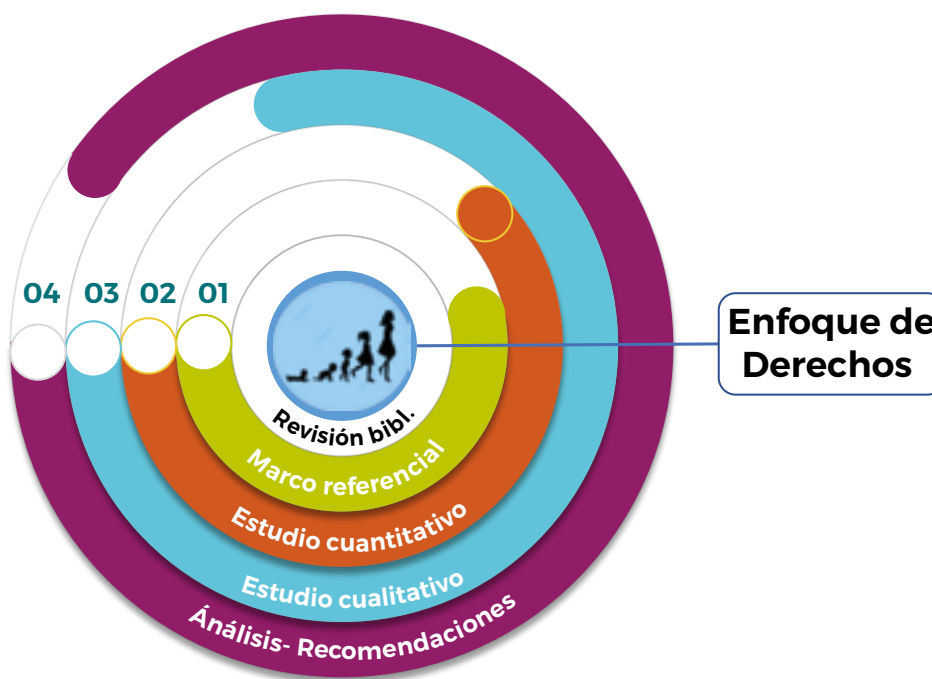 04 03 02 01
Enfoque de
Derechos
Revisión bibl.
Marco referencial
Estudio cuantitativo
Estudio cualitativo
Ánálisis- Recomendaciones